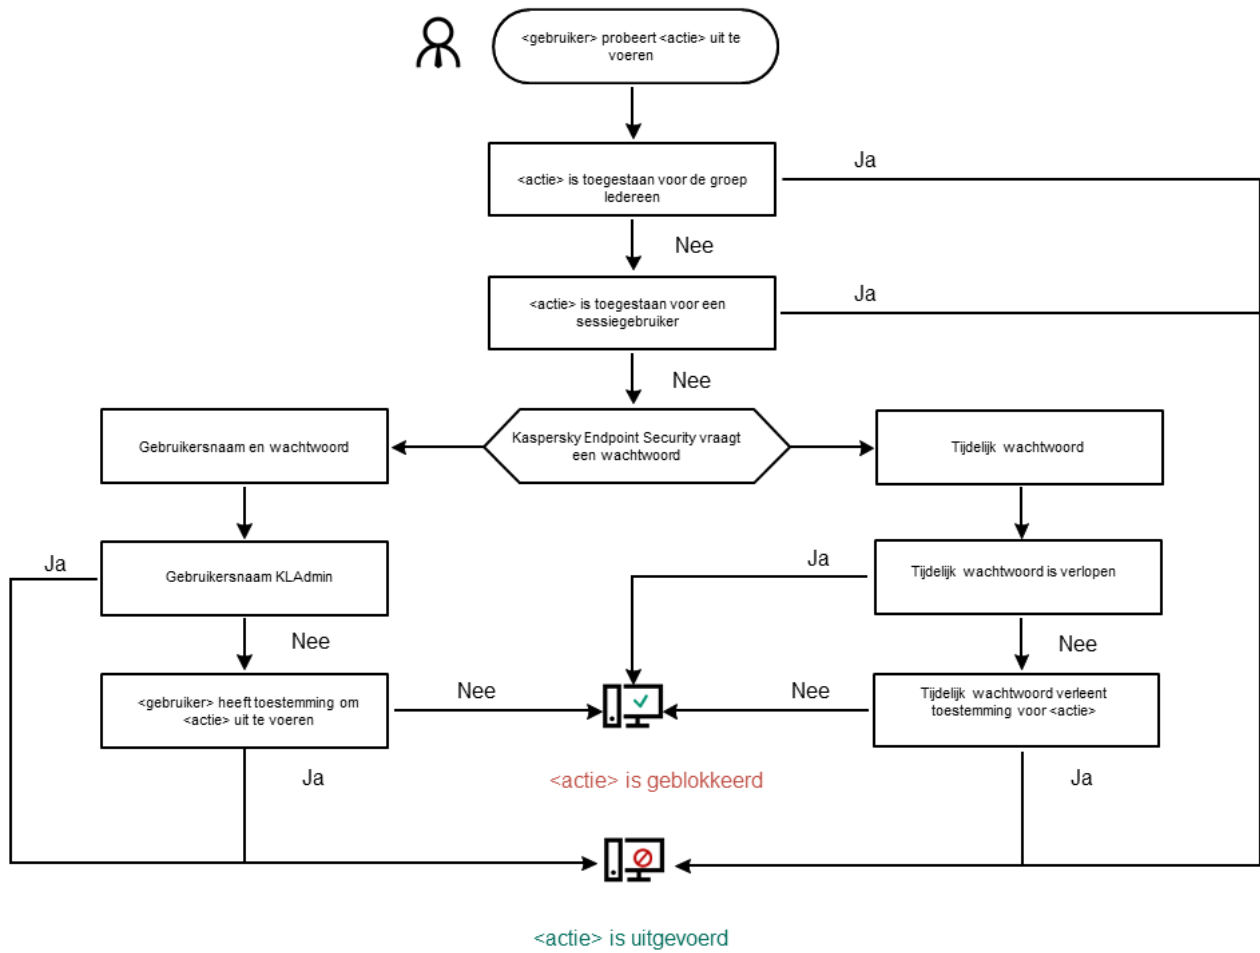 <gebruiker> probeert <actie> uit te
voeren
Ja
<actie> is toegestaan voor de groep
Iedereen
Nee
Ja
<actie> is toegestaan voor een
sessiegebruiker
Nee
Gebruikersnaam en wachtwoord
Kaspersky Endpoint Security vraagt
een wachtwoord
Tijdelijk wachtwoord
Ja
Gebruikersnaam KLAdmin
Ja
Tijdelijk wachtwoord is verlopen
Nee
Nee
<gebruiker> heeft toestemming om
<actie> uit te voeren
Nee
Nee
Tijdelijk wachtwoord verleent
toestemming voor <actie>
Ja
<actie> is geblokkeerd
Ja
<actie> is uitgevoerd